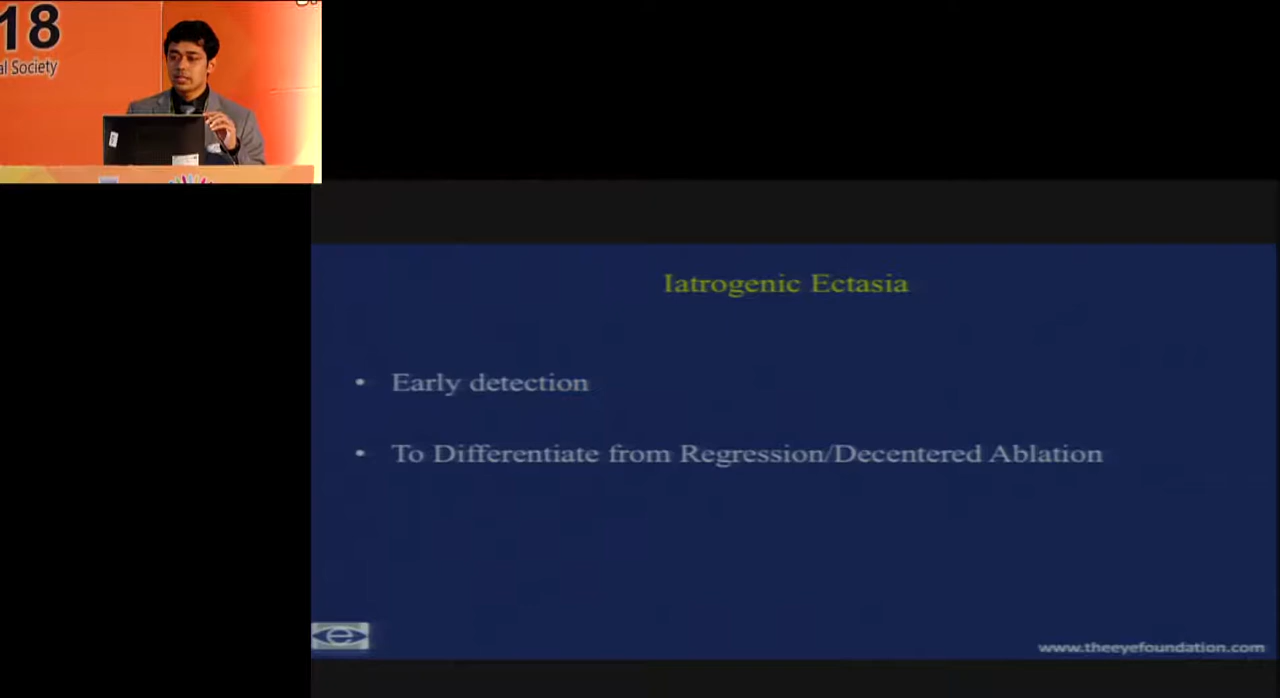 18
al Society
Iatrogenic Ectasia
• Early detection
• To Differentiate from Regression/Decentered Ablation
e
www.theeyefoundation.com